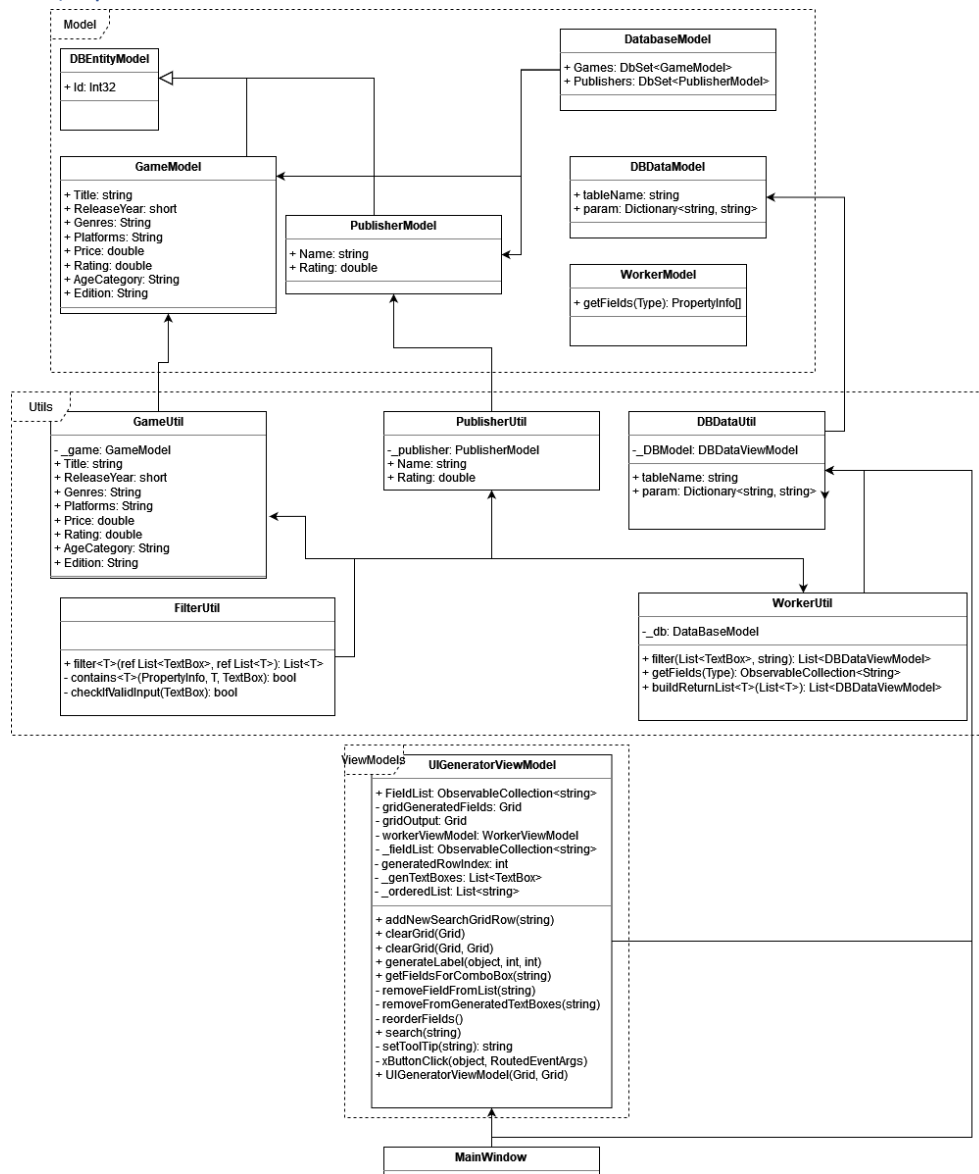 Model
DBEntityModel
+ Id: Int32
DatabaseModel
+ Games: DbSet<GameModel>
+ Publishers: DbSet<PublisherModel>
GameModel
+ Title: string
+ ReleaseYear: short
+ Genres: String
+ Platforms: String
+ Price: double
+ Rating: double
+ AgeCategory: String
+ Edition: String
PublisherModel
+ Name: string
+ Rating: double
DBDataModel
+ tableName: string
+ param: Dictionary<string, string>
WorkerModel
+ getFields(Type): PropertyInfo[]
Utils
GameUtil
- _game: GameModel
+ Title: string
+ ReleaseYear: short
+ Genres: String
+ Platforms: String
+ Price: double
+ Rating: double
+ AgeCategory: String
+ Edition: String
PublisherUtil
-_publisher: PublisherModel
+ Name: string
+ Rating: double
DBDataUtil
-_DBModel: DBDataViewModel
+ tableName: string
+ param: Dictionary<string, string>
FilterUtil
+ filter<T>(ref List<TextBox>, ref List<T>): List<T>
- contains<T>(PropertyInfo, T, TextBox): bool
- checkIfValidInput(TextBox): bool
WorkerUtil
-_db: DataBaseModel
+ filter(List<TextBox>, string): List<DBDataViewModel>
+ getFields(Type): ObservableCollection<String>
+ buildReturnList<T>(List<T>): List<DBDataViewModel>
ViewModels
UIGeneratorViewModel
+ FieldList: ObservableCollection<string>
- gridGeneratedFields: Grid
- gridOutput: Grid
- workerViewModel: WorkerViewModel
- _fieldList: ObservableCollection<string>
- generatedRowIndex: int
- _genTextBoxes: List<TextBox>
- _orderedList: List<string>
+ addNewSearchGridRow(string)
+ clearGrid(Grid)
+ clearGrid(Grid, Grid)
+ generateLabel(object, int, int)
+ getFieldsForComboBox(string)
- removeFieldFromList(string)
- removeFromGeneratedTextBoxes(string)
- reorderFields()
+ search(string)
- setToolTip(string): string
- xButtonClick(object, RoutedEventArgs)
+ UIGeneratorViewModel(Grid, Grid)
MainWindow